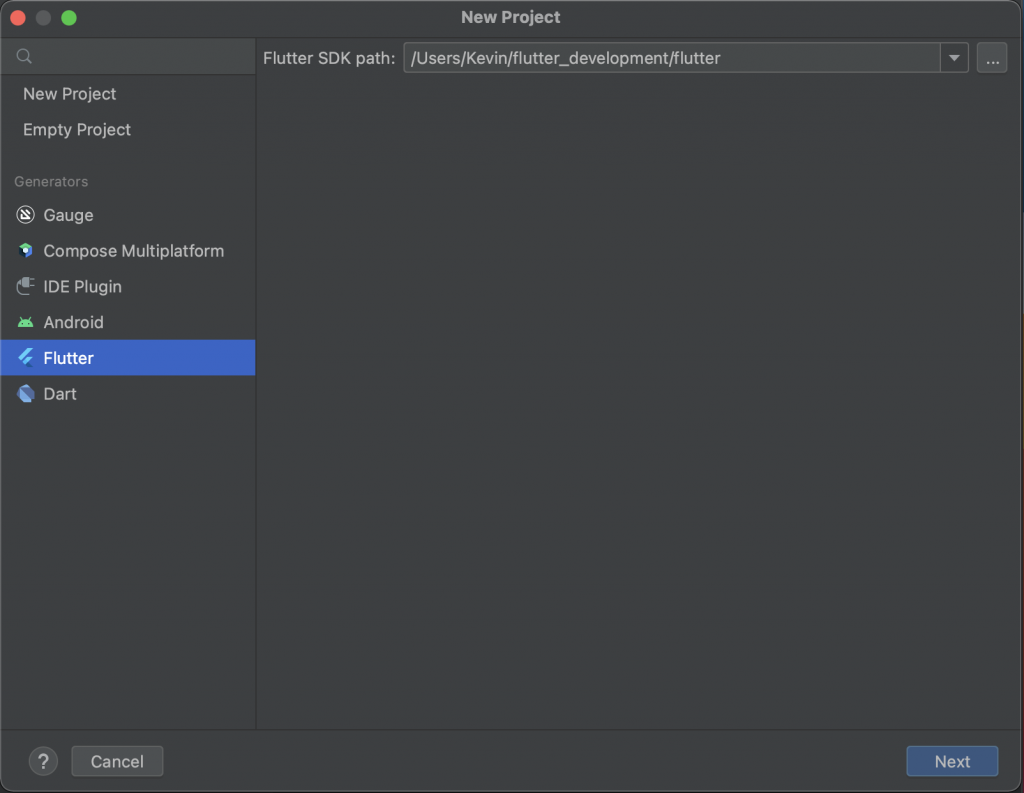 New Project
Flutter SDK path: /Users/Kevin/flutter_development/flutter ...
New Project
Empty Project
Generators
Gauge
Compose Multiplatform
IDE Plugin
Android
Flutter
Dart
? Cancel Next